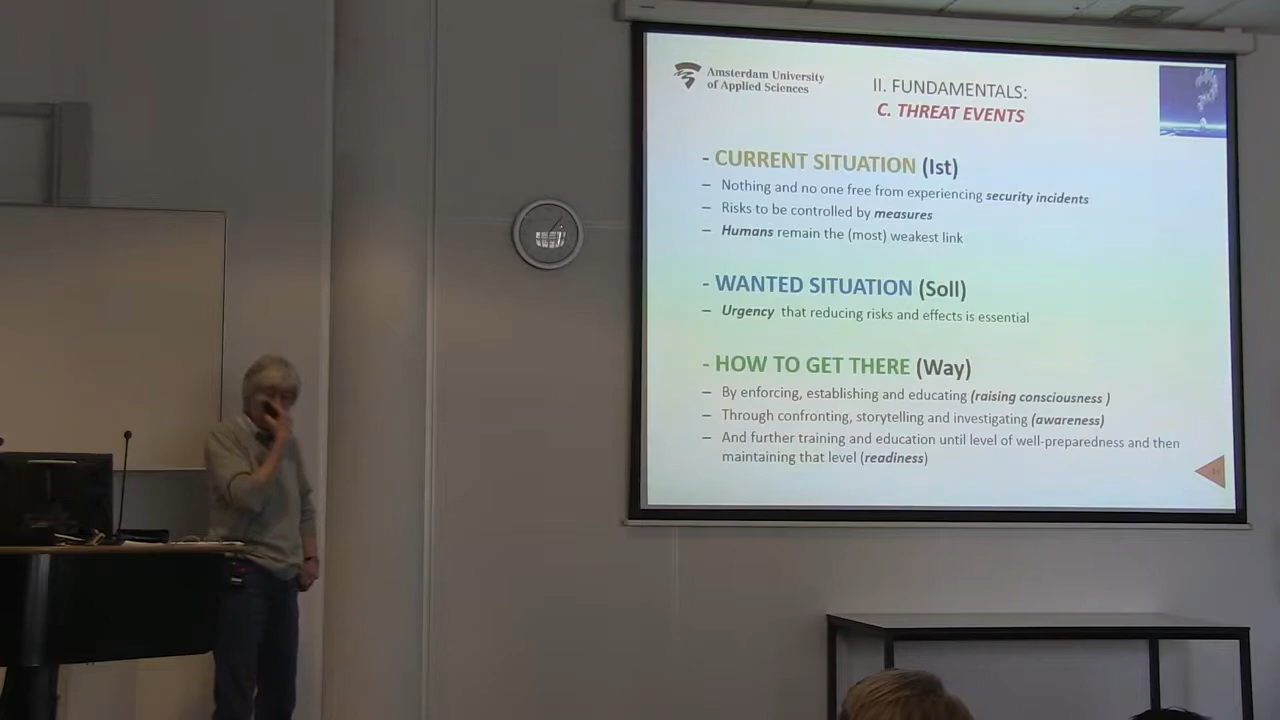 Amsterdam University
of Applied Sciences
II. FUNDAMENTALS:
C. THREAT EVENTS
- CURRENT SITUATION (Ist)
– Nothing and no one free from experiencing security incidents
– Risks to be controlled by measures
– Humans remain the (most) weakest link
- WANTED SITUATION (Soll)
– Urgency that reducing risks and effects is essential
- HOW TO GET THERE (Way)
– By enforcing, establishing and educating (raising consciousness )
– Through confronting, storytelling and investigating (awareness)
– And further training and education until level of well-preparedness and then
maintaining that level (readiness)